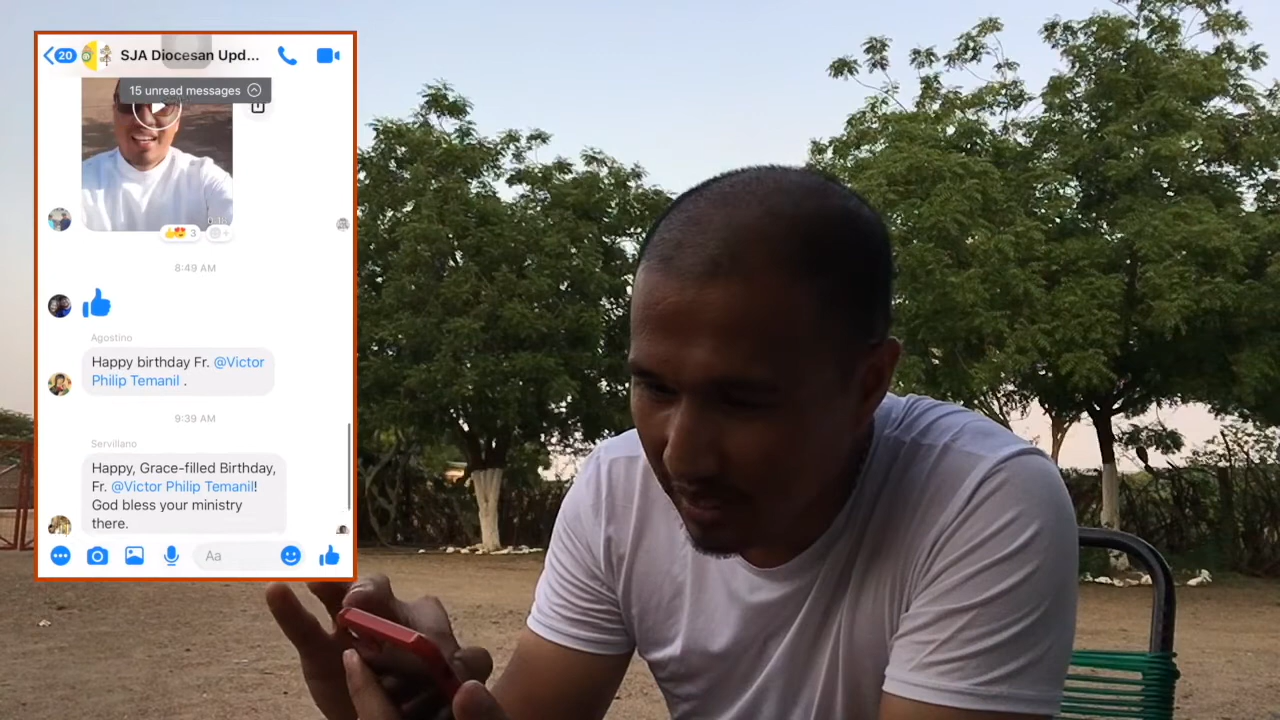 20
SJA Diocesan Upd...
15 unread messages
3
8:49 AM
Agostino
Happy birthday Fr. @Victor
Philip Temanil .
9:39 AM
Servillano
Happy, Grace-filled Birthday,
Fr. @Victor Philip Temanil!
God bless your ministry
there.
Aa